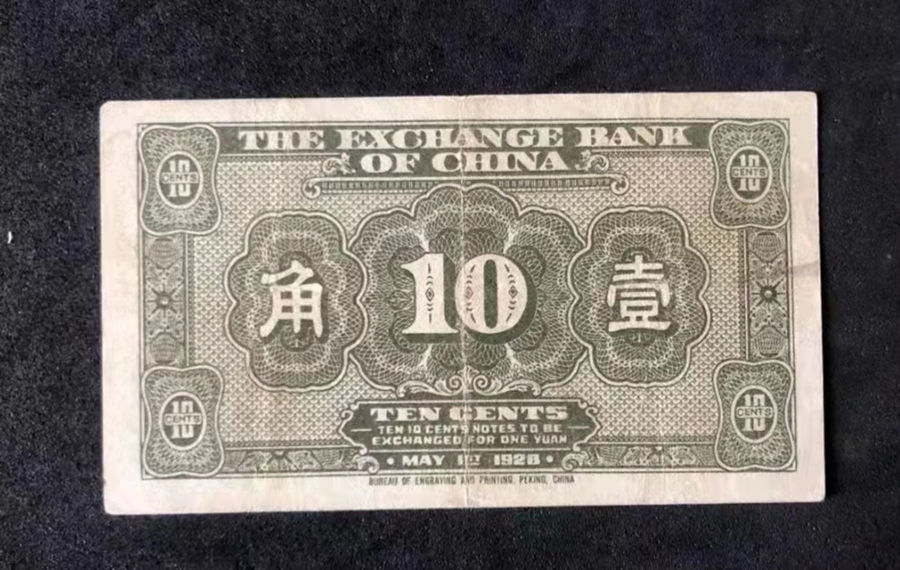 THE EXCHANGE BANK
OF CHINA
10 CENTS
10 CENTS
角 10 壹
10 CENTS
10 CENTS
TEN CENTS
TEN 10 CENTS NOTES TO BE
EXCHANGED FOR ONE YUAN
• MAY 1ST 1928 •
BUREAU OF ENGRAVING AND PRINTING, PEKING, CHINA